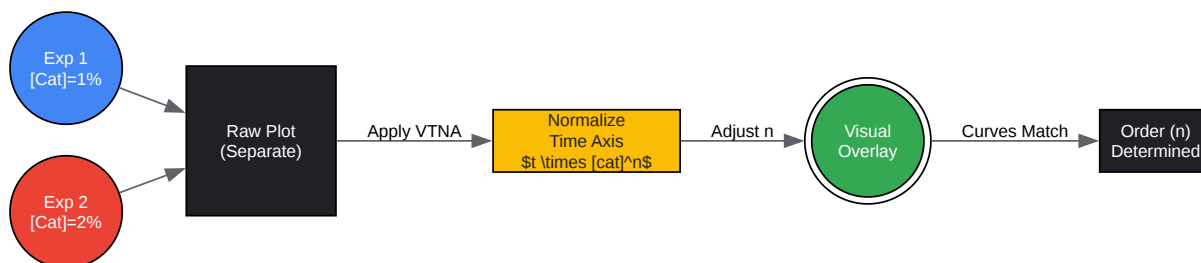 Exp 1
[Cat]=1%
Exp 2
[Cat]=2%
Raw Plot
(Separate)
Apply VTNA
Normalize
Time Axis
$t \times [cat]^n$
Adjust n
Visual
Overlay
Curves Match
Order (n)
Determined